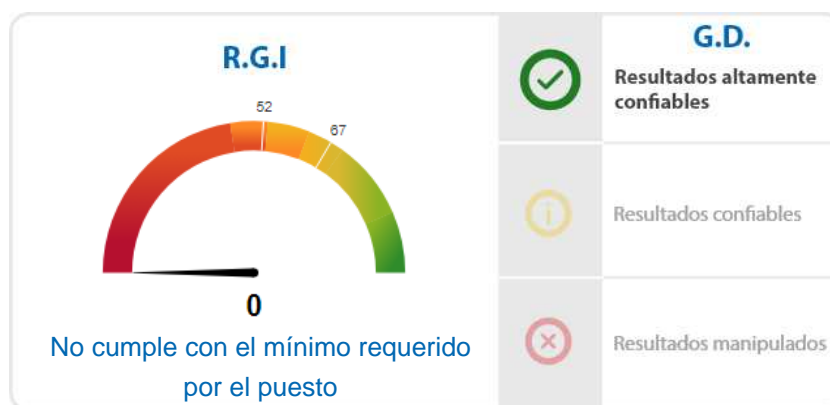 R.G.I
52
67
0
No cumple con el mínimo requerido
por el puesto
G.D.
Resultados altamente
confiables
Resultados confiables
Resultados manipulados